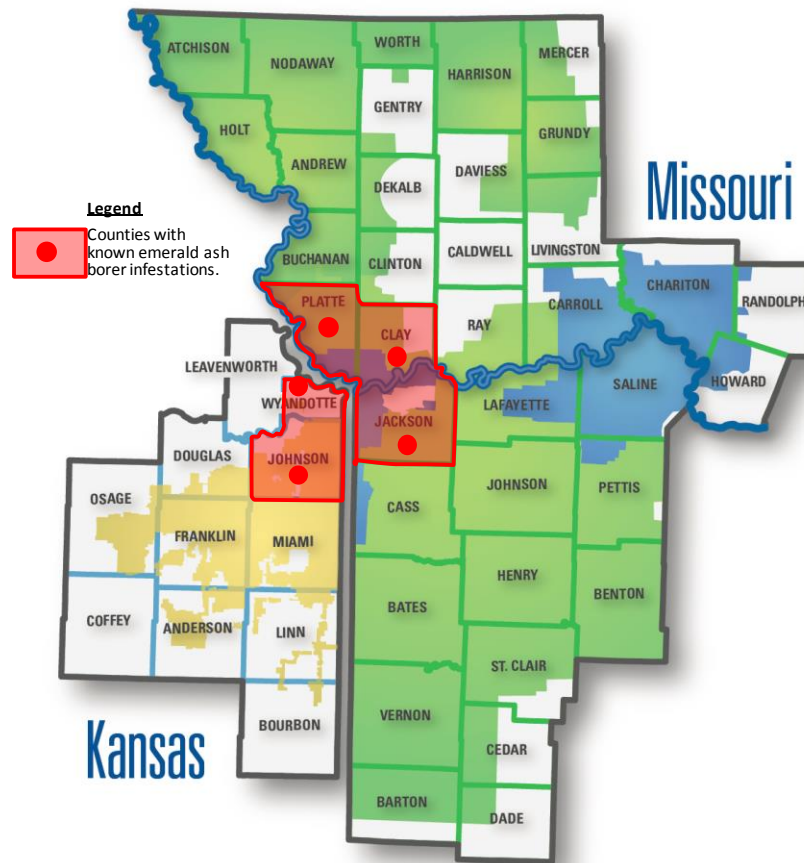 ATCHISON
NODAWAY
WORTH
HARRISON
MERCER
GENTRY
HOLT
GRUNDY
ANDREW
DEKALB
DAVIESS
Missouri
Legend
Counties with
known emerald ash
borer infestations.
BUCHANAN
CLINTON
CALDWELL
LIVINGSTON
CHARITON
PLATTE
CLAY
RAY
CARROLL
RANDOLPH
LEAVENWORTH
WYANDOTTE
JACKSON
LAFAYETTE
SALINE
HOWARD
DOUGLAS
JOHNSON
OSAGE
CASS
JOHNSON
PETTIS
FRANKLIN
MIAMI
HENRY
BENTON
COFFEY
ANDERSON
LINN
BATES
ST. CLAIR
BOURBON
VERNON
Kansas
CEDAR
BARTON
DADE